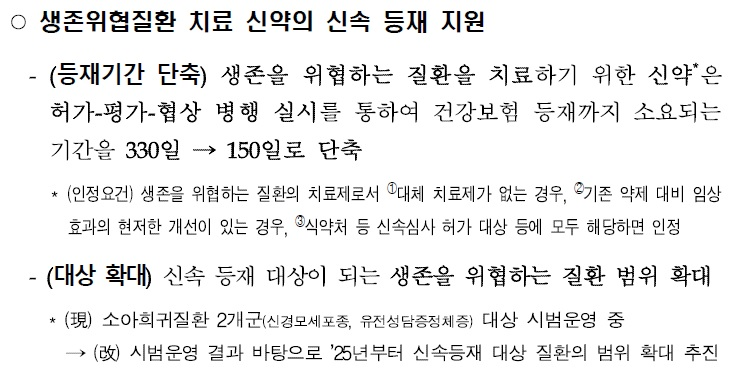 ○ 생존위협질환 치료 신약의 신속 등재 지원
- (등재기간 단축) 생존을 위협하는 질환을 치료하기 위한 신약*은
허가-평가-협상 병행 실시를 통하여 건강보험 등재까지 소요되는
기간을 330일 → 150일로 단축
* (인정요건) 생존을 위협하는 질환의 치료제로서 ①대체 치료제가 없는 경우, ②기존 약제 대비 임상
효과의 현저한 개선이 있는 경우, ③식약처 등 신속심사 허가 대상 등에 모두 해당하면 인정
- (대상 확대) 신속 등재 대상이 되는 생존을 위협하는 질환 범위 확대
* (現) 소아희귀질환 2개군(신경모세포종, 유전성담즙정체증) 대상 시범운영 중
→ (改) 시범운영 결과 바탕으로 '25년부터 신속등재 대상 질환의 범위 확대 추진